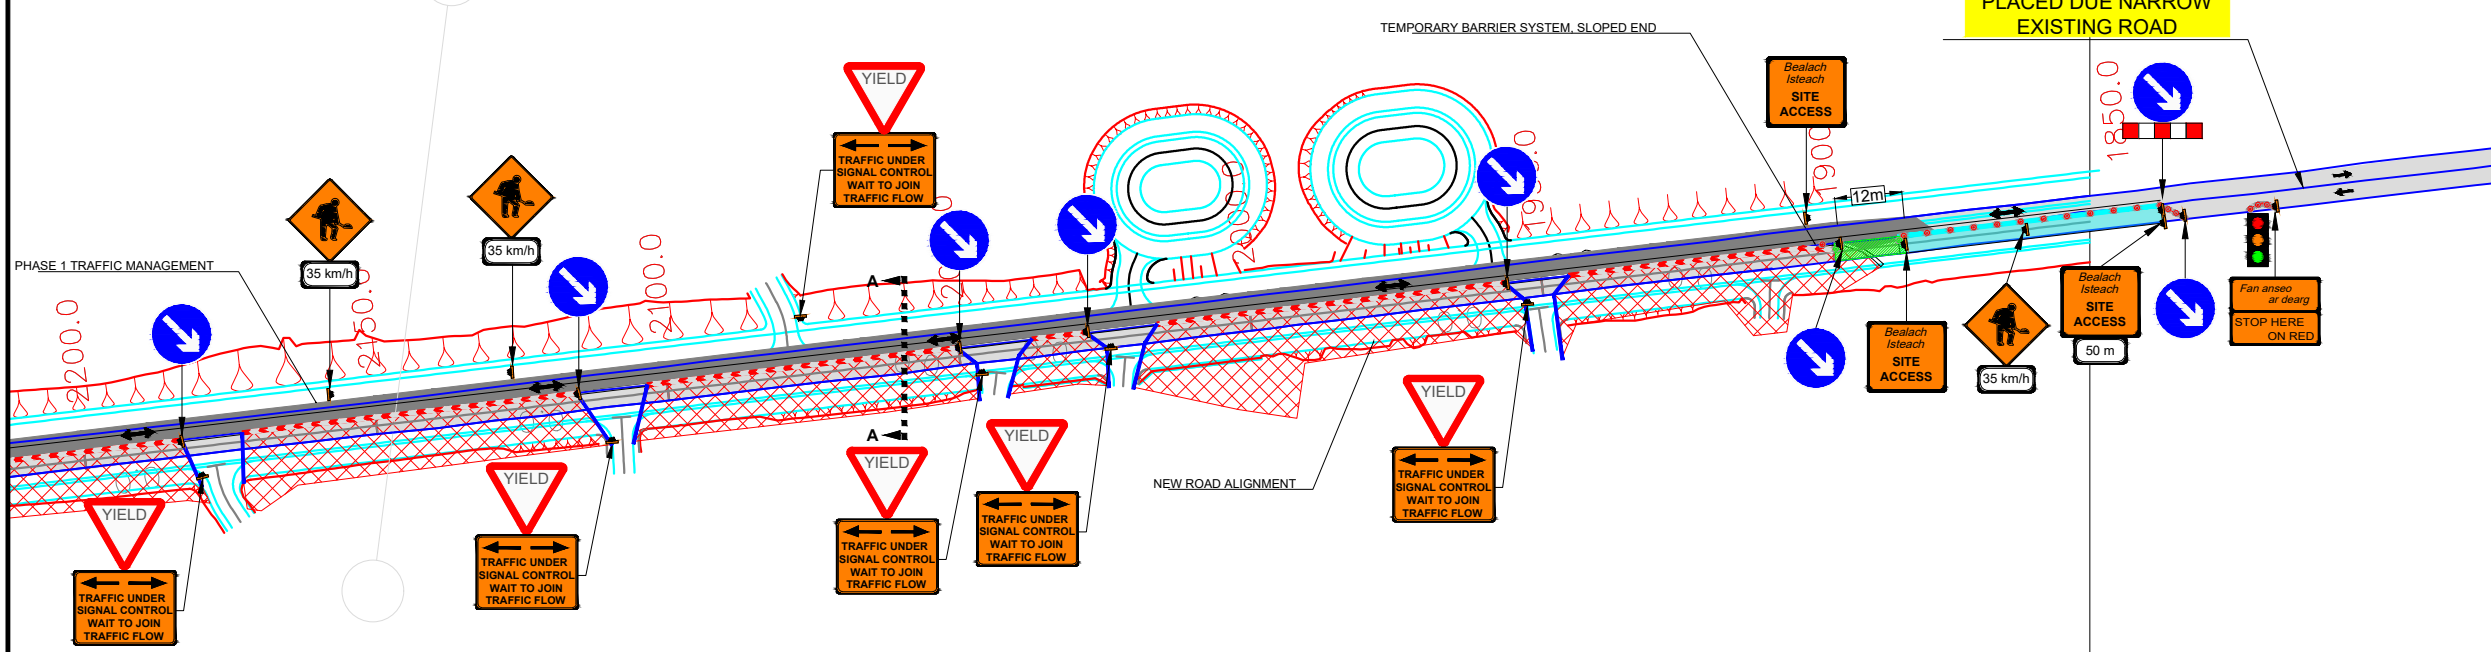 PLACED DUE NARROW
EXISTING ROAD
TEMPORARY BARRIER SYSTEM, SLOPED END
YIELD
TRAFFIC UNDER
SIGNAL CONTROL
WAIT TO JOIN
TRAFFIC FLOW
Bealach
Isteach
SITE
ACCESS
1850.0
1900
12m
35 km/h
35 km/h
PHASE 1 TRAFFIC MANAGEMENT
2200.0
2150.0
2100.0
A
A
Fan anseo
ar dearg
STOP HERE
ON RED
Bealach
Isteach
SITE
ACCESS
50 m
Bealach
Isteach
SITE
ACCESS
35 km/h
YIELD
TRAFFIC UNDER
SIGNAL CONTROL
WAIT TO JOIN
TRAFFIC FLOW
YIELD
TRAFFIC UNDER
SIGNAL CONTROL
WAIT TO JOIN
TRAFFIC FLOW
YIELD
TRAFFIC UNDER
SIGNAL CONTROL
WAIT TO JOIN
TRAFFIC FLOW
YIELD
TRAFFIC UNDER
SIGNAL CONTROL
WAIT TO JOIN
TRAFFIC FLOW
YIELD
TRAFFIC UNDER
SIGNAL CONTROL
WAIT TO JOIN
TRAFFIC FLOW
NEW ROAD ALIGNMENT